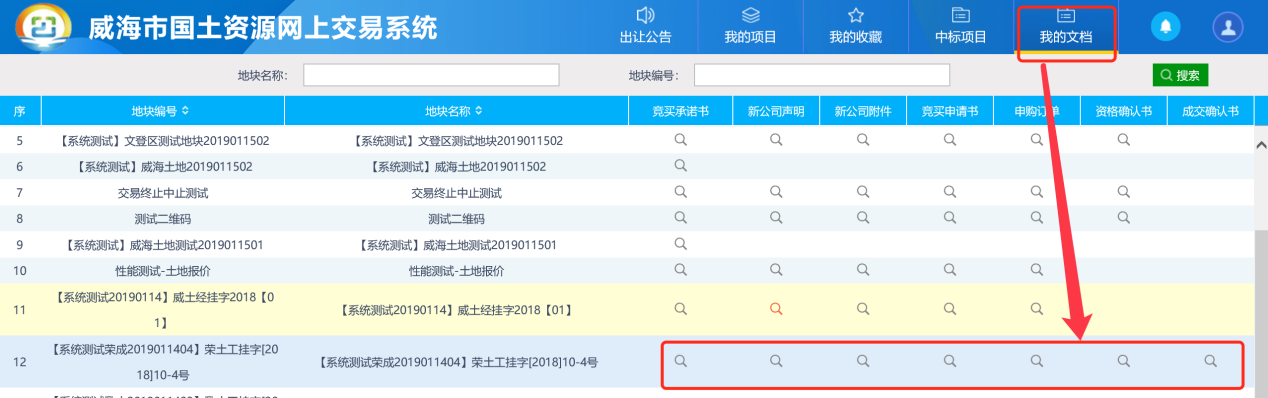 威海市国土资源网上交易系统
出让公告 我的项目 我的收藏 中标项目 我的文档
地块名称: 地块编号: 搜索
序 地块编号 地块名称 竞买承诺书 新公司声明 新公司附件 竞买申请书 申购订单 资格确认书 成交确认书
5 【系统测试】文登区测试地块2019011502 【系统测试】文登区测试地块2019011502
6 【系统测试】威海土地2019011502 【系统测试】威海土地2019011502
7 交易终止中止测试 交易终止中止测试
8 测试二维码 测试二维码
9 【系统测试】威海土地测试2019011501 【系统测试】威海土地测试2019011501
10 性能测试-土地报价 性能测试-土地报价
11 【系统测试20190114】威土经挂字2018【0
1】 【系统测试20190114】威土经挂字2018【01】
12 【系统测试荣成2019011404】荣土工挂字[20
18]10-4号 【系统测试荣成2019011404】荣土工挂字[2018]10-4号